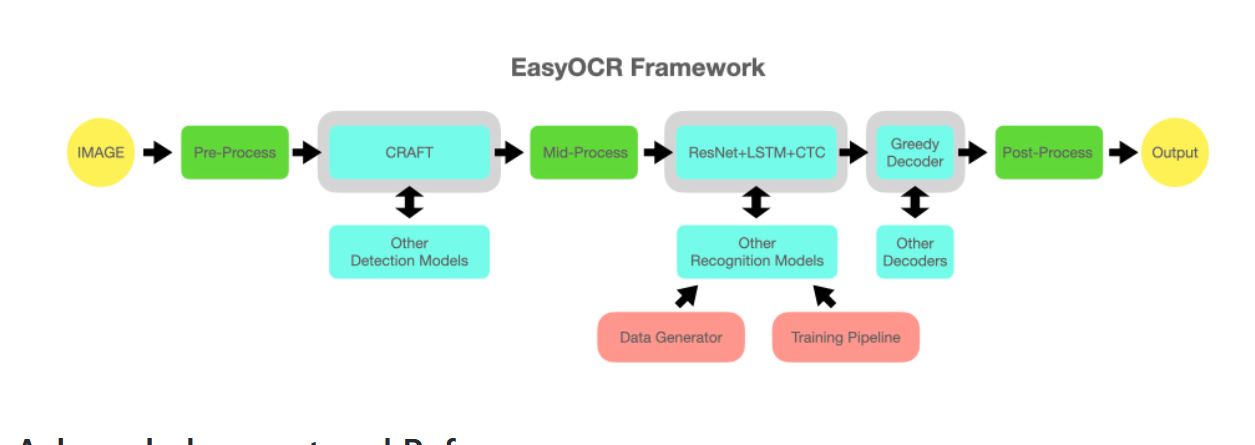 EasyOCR Framework
IMAGE
Pre-Process
CRAFT
Mid-Process
ResNet+LSTM+CTC
Greedy
Decoder
Post-Process
Output
Other
Detection Models
Other
Recognition Models
Other
Decoders
Data Generator
Training Pipeline